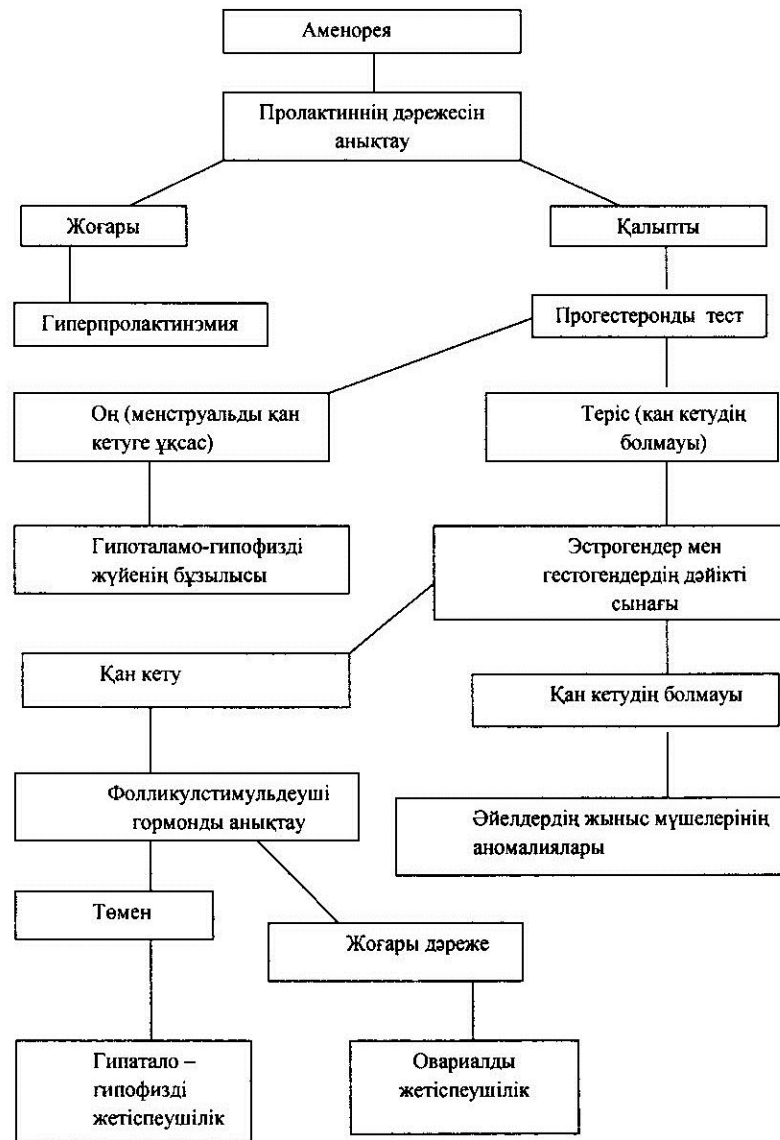 Аменорея
Пролактиннің дәрежесін
анықтау
Жоғары
Қалыпты
Гиперпролактинэмия
Прогестеронды тест
Оң (менструальды қан
кетуге ұқсас)
Теріс (қан кетудің
болмауы)
Гипоталамо-гипофизді
жүйенің бұзылысы
Эстрогендер мен
гестогендердің дәйікті
сынағы
Қан кету
Қан кетудің болмауы
Фолликулстимульдеуші
гормонды анықтау
Әйелдердің жыныс мүшелерінің
аномалиялары
Төмен
Жоғары дәреже
Гипатало –
гипофизді
жетіспеушілік
Овариалды
жетіспеушілік